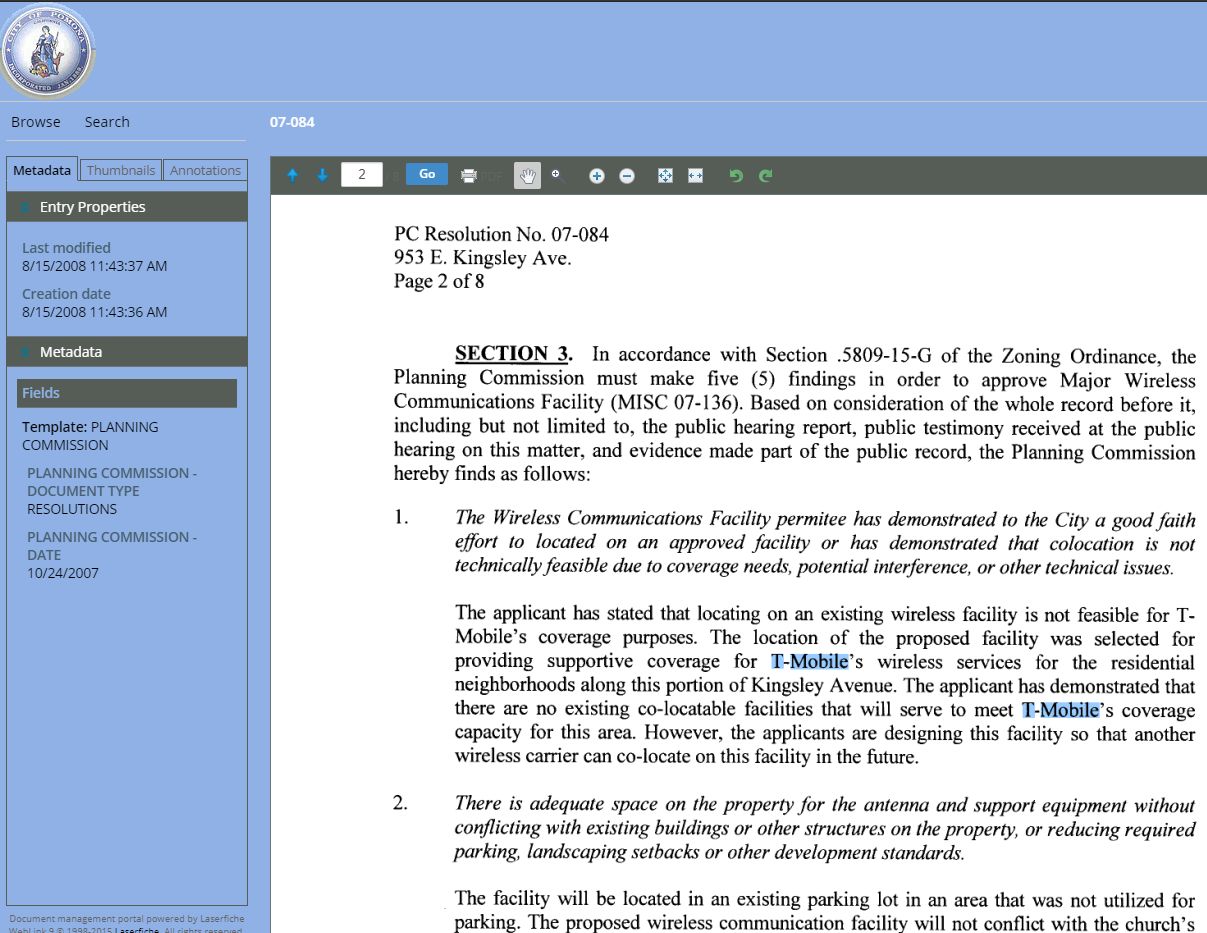 CITY OF POMONA
CALIFORNIA
INCORPORATED JAN. 6, 1888
Browse Search 07-084
Metadata Thumbnails Annotations
2 / 8 Go PDF
Entry Properties
Last modified
8/15/2008 11:43:37 AM
Creation date
8/15/2008 11:43:36 AM
Metadata
Fields
Template: PLANNING
COMMISSION
PLANNING COMMISSION -
DOCUMENT TYPE
RESOLUTIONS
PLANNING COMMISSION -
DATE
10/24/2007
Document management portal powered by Laserfiche
WebLink 9 © 1998-2015 Laserfiche. All rights reserved.
PC Resolution No. 07-084
953 E. Kingsley Ave.
Page 2 of 8
SECTION 3. In accordance with Section .5809-15-G of the Zoning Ordinance, the
Planning Commission must make five (5) findings in order to approve Major Wireless
Communications Facility (MISC 07-136). Based on consideration of the whole record before it,
including but not limited to, the public hearing report, public testimony received at the public
hearing on this matter, and evidence made part of the public record, the Planning Commission
hereby finds as follows:
1. The Wireless Communications Facility permitee has demonstrated to the City a good faith
effort to located on an approved facility or has demonstrated that colocation is not
technically feasible due to coverage needs, potential interference, or other technical issues.
The applicant has stated that locating on an existing wireless facility is not feasible for T-
Mobile's coverage purposes. The location of the proposed facility was selected for
providing supportive coverage for T-Mobile's wireless services for the residential
neighborhoods along this portion of Kingsley Avenue. The applicant has demonstrated that
there are no existing co-locatable facilities that will serve to meet T-Mobile's coverage
capacity for this area. However, the applicants are designing this facility so that another
wireless carrier can co-locate on this facility in the future.
2. There is adequate space on the property for the antenna and support equipment without
conflicting with existing buildings or other structures on the property, or reducing required
parking, landscaping setbacks or other development standards.
The facility will be located in an existing parking lot in an area that was not utilized for
parking. The proposed wireless communication facility will not conflict with the church's